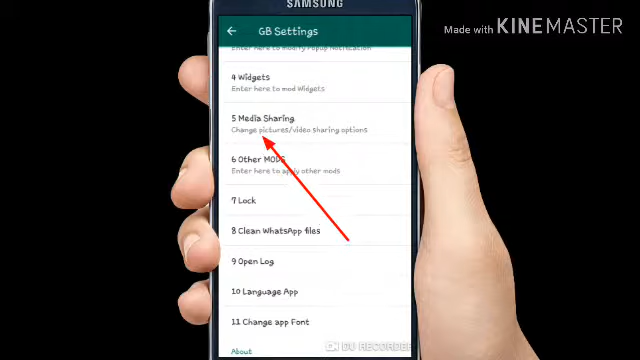 SAMSUNG
Made with KINEMASTER
GB Settings
Enter here to modify Popup Notification
4 Widgets
Enter here to mod Widgets
5 Media Sharing
Change pictures/video sharing options
6 Other MODS
Enter here to apply other mods
7 Lock
8 Clean WhatsApp files
9 Open Log
10 Language App
11 Change app Font
DU RECORDER
About